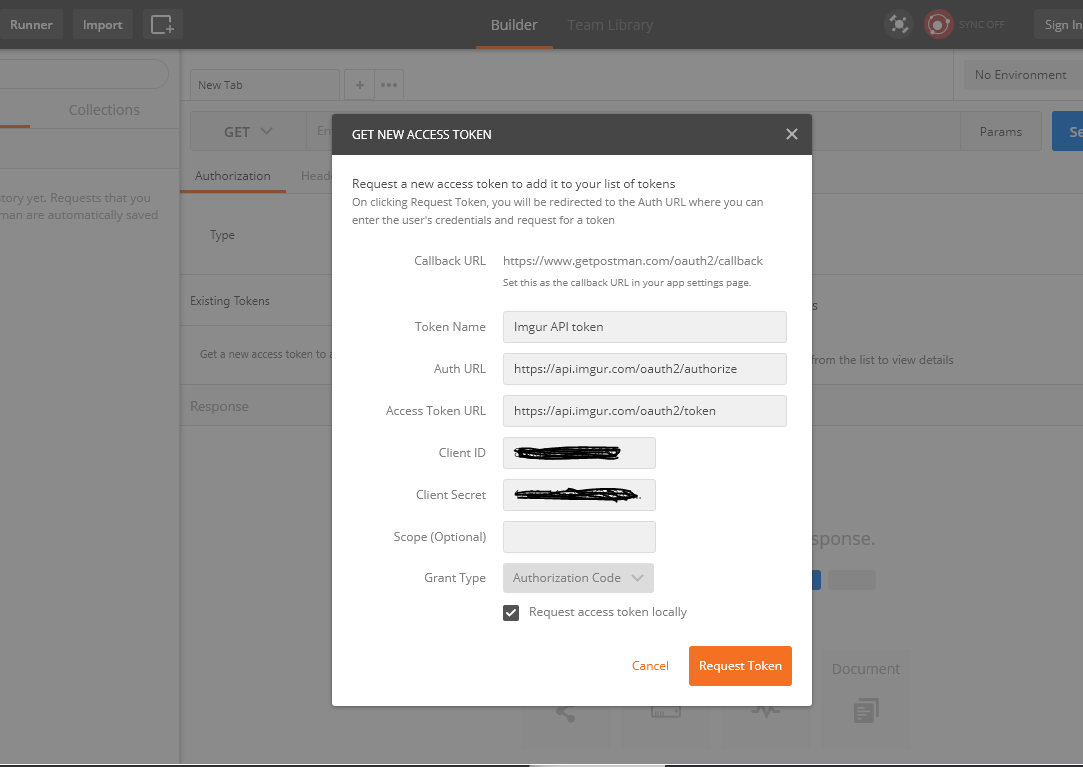 Runner
Import
Builder
Team Library
SYNC OFF
Sign In
Collections
New Tab
No Environment
GET
Params
Authorization
tory yet. Requests that you
man are automatically saved
Type
Existing Tokens
Get a new access token to
Response
GET NEW ACCESS TOKEN
Request a new access token to add it to your list of tokens
On clicking Request Token, you will be redirected to the Auth URL where you can
enter the user's credentials and request for a token
Callback URL
https://www.getpostman.com/oauth2/callback
Set this as the callback URL in your app settings page.
Token Name
Imgur API token
Auth URL
https://api.imgur.com/oauth2/authorize
Access Token URL
https://api.imgur.com/oauth2/token
Client ID
Client Secret
Scope (Optional)
Grant Type
Authorization Code
Request access token locally
Cancel
Request Token
from the list to view details
sponse.
Document